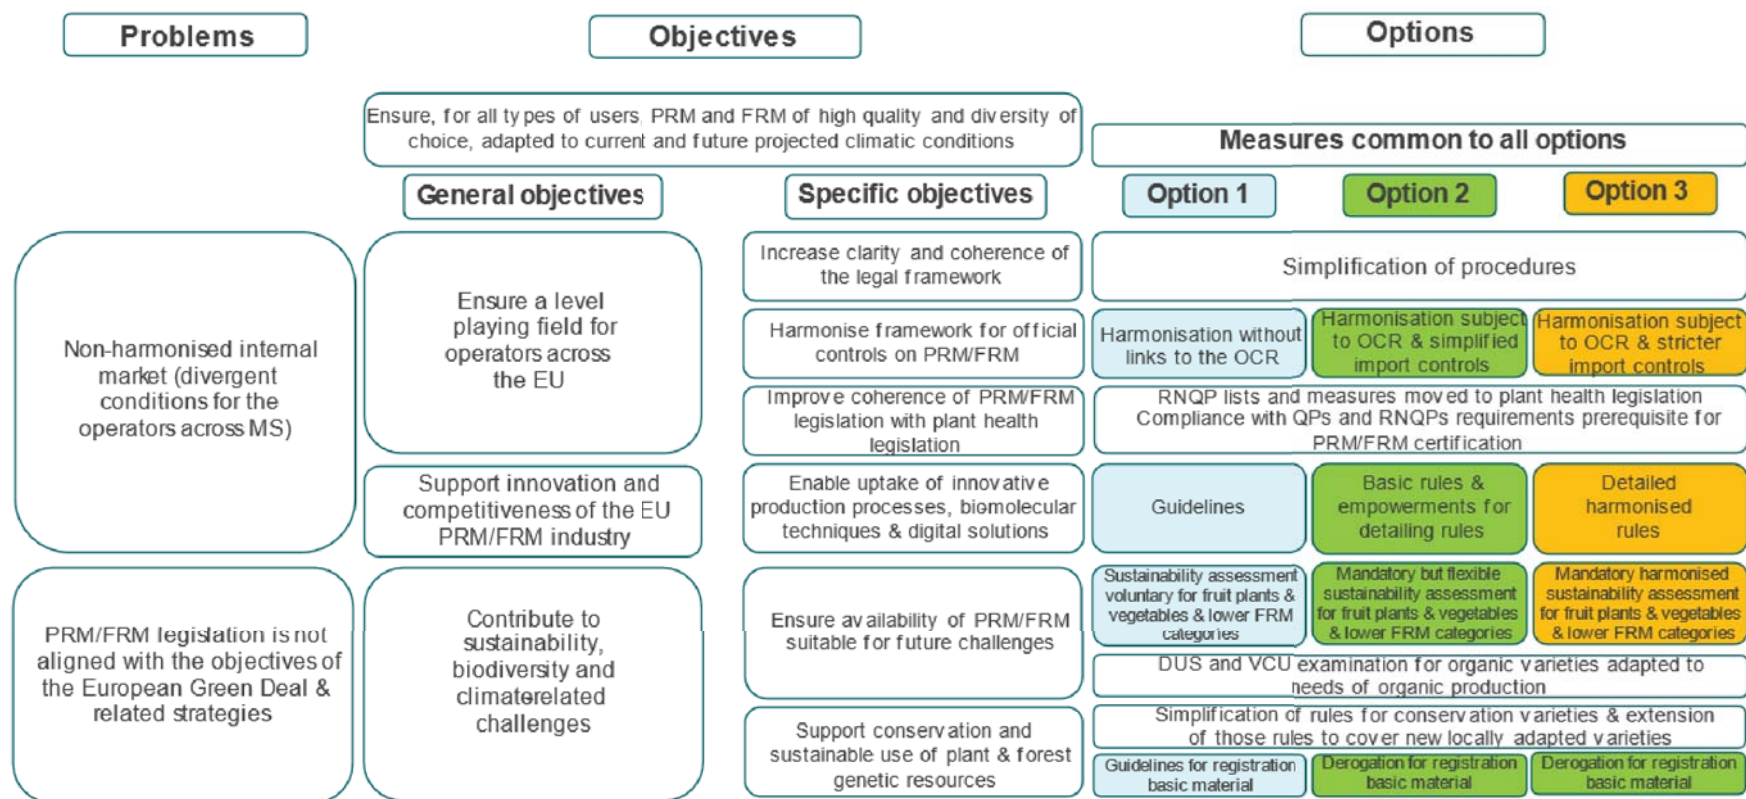 Problems
Objectives
Options
Ensure, for all types of users, PRM and FRM of high quality and diversity of
choice, adapted to current and future projected climatic conditions
Measures common to all options
General objectives
Specific objectives
Option 1
Option 2
Option 3
Non-harmonised internal
market (divergent
conditions for the
operators across MS)
Ensure a level
playing field for
operators across
the EU
Increase clarity and coherence of
the legal framework
Simplification of procedures
Harmonise framework for official
controls on PRM/FRM
Harmonisation without
links to the OCR
Harmonisation subject
to OCR & simplified
import controls
Harmonisation subject
to OCR & stricter
import controls
Improve coherence of PRM/FRM
legislation with plant health
legislation
RNQP lists and measures moved to plant health legislation
Compliance with QPs and RNQPs requirements prerequisite for
PRM/FRM certification
Support innovation and
competitiveness of the EU
PRM/FRM industry
Enable uptake of innovative
production processes, bio-molecular
techniques & digital solutions
Guidelines
Basic rules &
empowerments for
detailing rules
Detailed
harmonised
rules
PRM/FRM legislation is not
aligned with the objectives of
the European Green Deal &
related strategies
Contribute to
sustainability,
biodiversity and
climate-related
challenges
Ensure availability of PRM/FRM
suitable for future challenges
Sustainability assessment
voluntary for fruit plants &
vegetables & lower FRM
categories
Mandatory but flexible
sustainability assessment
for fruit plants & vegetables
& lower FRM categories
Mandatory harmonised
sustainability assessment
for fruit plants & vegetables
& lower FRM categories
DUS and VCU examination for organic varieties adapted to
needs of organic production
Support conservation and
sustainable use of plant & forest
genetic resources
Simplification of rules for conservation varieties & extension
of those rules to cover new locally adapted varieties
Guidelines for registration
basic material
Derogation for registration
basic material
Derogation for registration
basic material